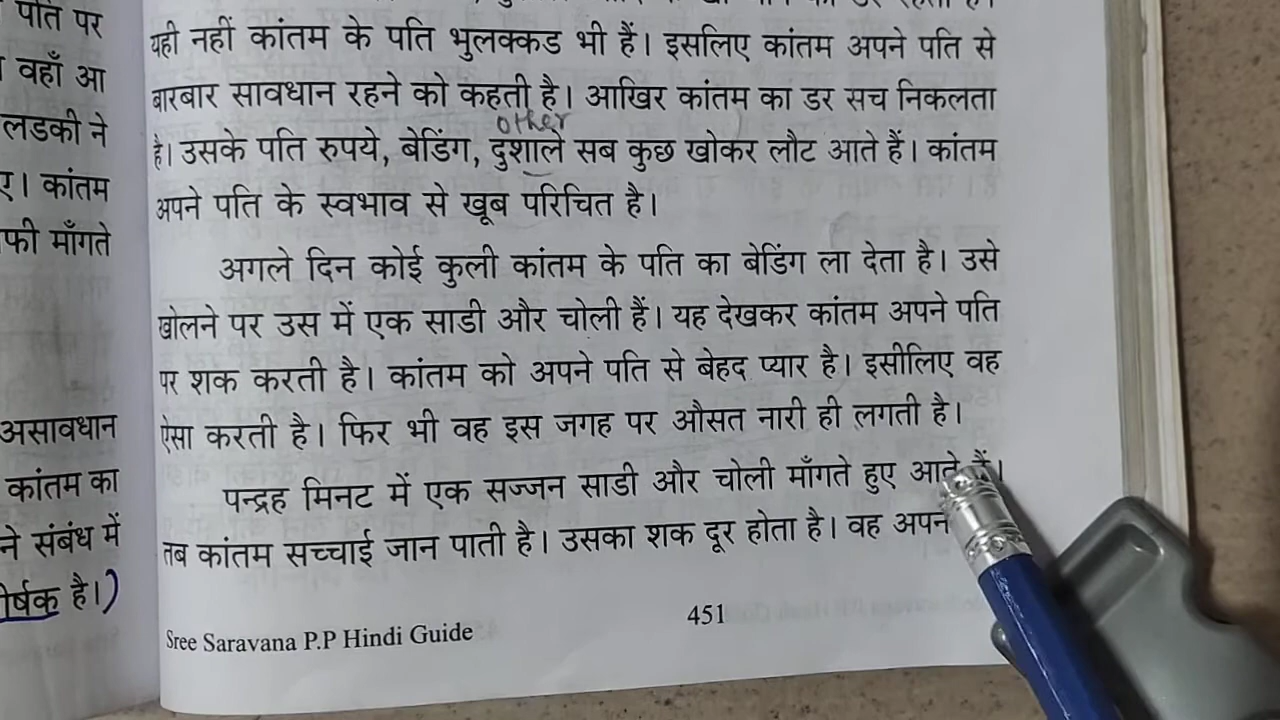 पति पर
वहाँ आ
लडकी ने
ए। कांतम
फी माँगते
असावधान
कांतम का
ने संबंध में
ीर्षक है।)
यही नहीं कांतम के पति भुलक्कड भी हैं। इसलिए कांतम अपने पति से
बारबार सावधान रहने को कहती है। आखिर कांतम का डर सच निकलता
other
है। उसके पति रुपये, बेडिंग, दुशाले सब कुछ खोकर लौट आते हैं। कांतम
अपने पति के स्वभाव से खूब परिचित है।
अगले दिन कोई कुली कांतम के पति का बेडिंग ला देता है। उसे
खोलने पर उस में एक साडी और चोली हैं। यह देखकर कांतम अपने पति
पर शक करती है। कांतम को अपने पति से बेहद प्यार है। इसीलिए वह
ऐसा करती है। फिर भी वह इस जगह पर औसत नारी ही लगती है।
पन्द्रह मिनट में एक सज्जन साडी और चोली माँगते हुए आते हैं।
तब कांतम सच्चाई जान पाती है। उसका शक दूर होता है। वह अपन
451
Sree Saravana P.P Hindi Guide